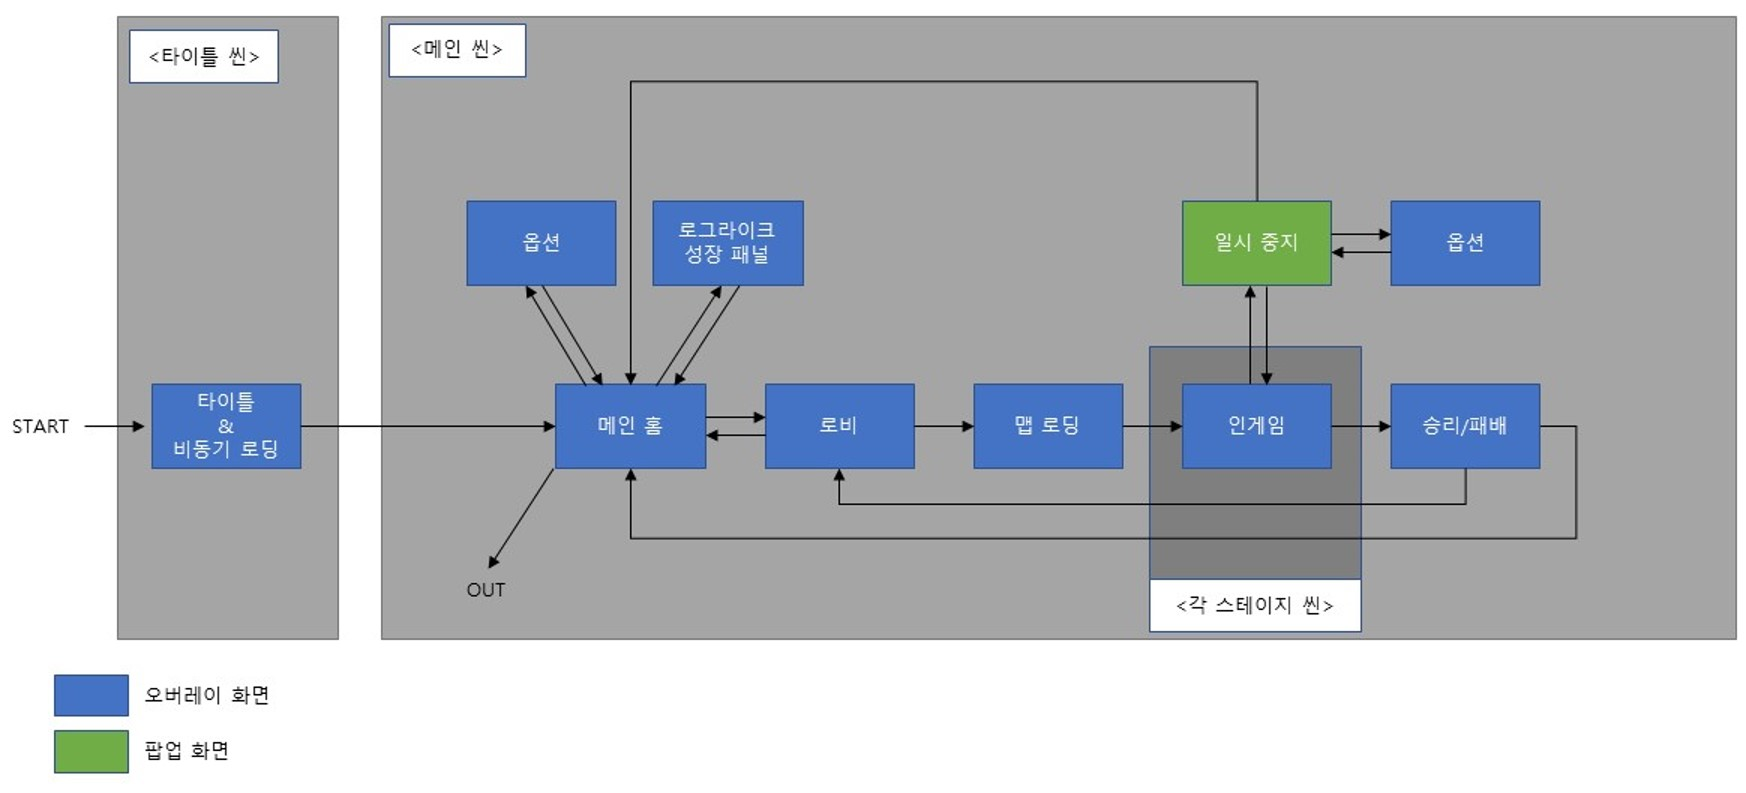 <타이틀 씬>
<메인 씬>
옵션
로그라이크
성장 패널
일시 중지
옵션
START
타이틀
&
비동기 로딩
메인 홈
로비
맵 로딩
인게임
승리/패배
OUT
<각 스테이지 씬>
오버레이 화면
팝업 화면